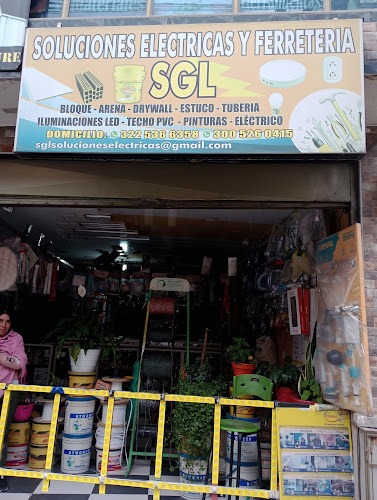 SOLUCIONES ELECTRICAS Y FERRETERIA
SGL
BLOQUE - ARENA - DRYWALL - ESTUCO - TUBERIA
ILUMINACIONES LED - TECHO PVC - PINTURAS - ELÉCTRICO
DOMICILIO: 322 536 8358 300 526 0415
sglsolucioneselectricas@gmail.com